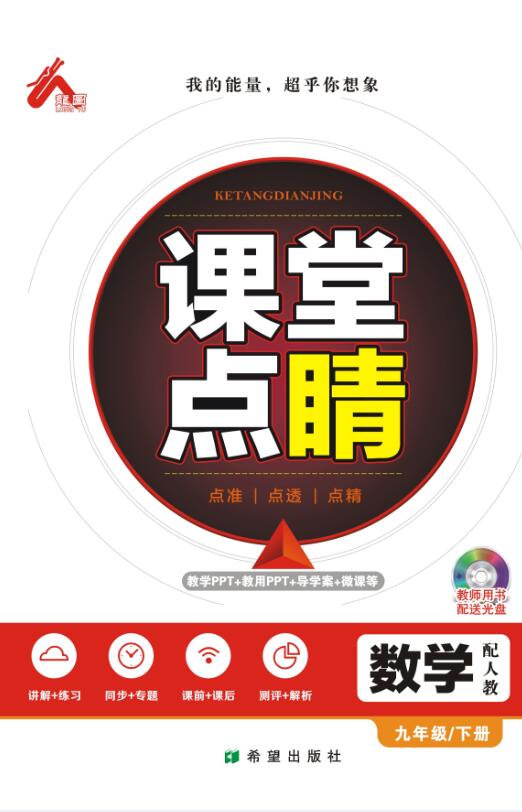 我的能量，超乎你想象
龍圖
KETANGDIANJING
课堂
点睛
点准 | 点透 | 点精
教学PPT+教用PPT+导学案+微课等
教师用书
配送光盘
讲解+练习 同步+专题 课前+课后 测评+解析
数学
配人教
九年级/下册
希望出版社